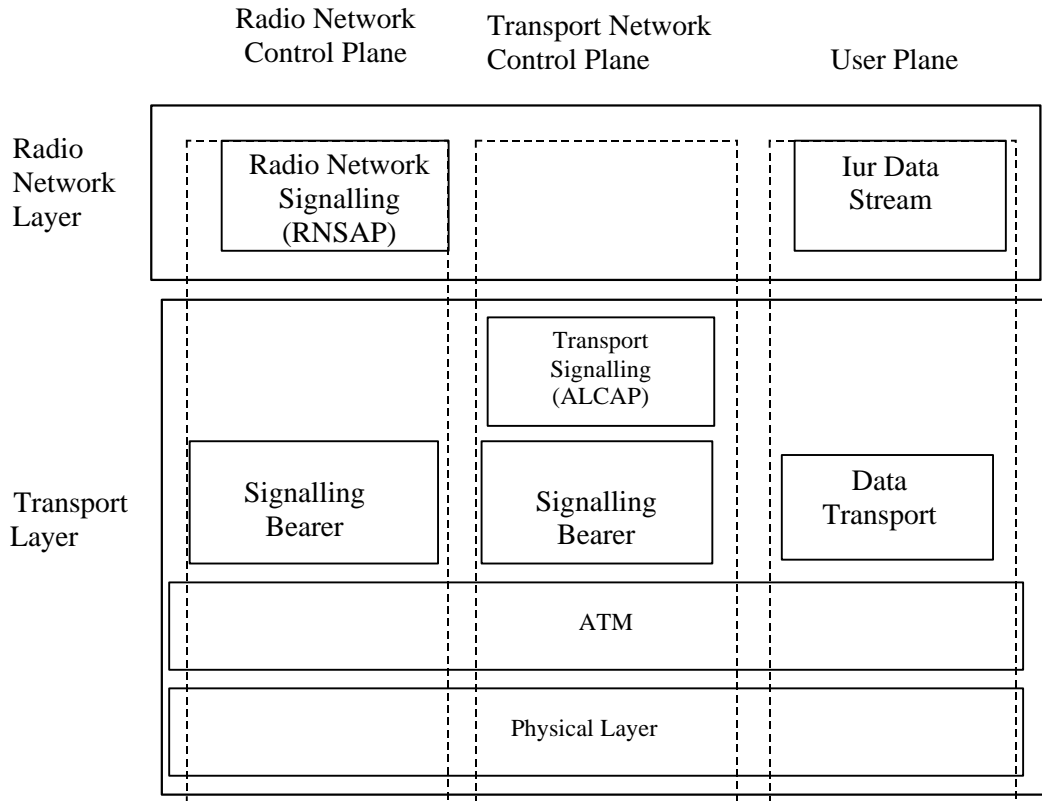 Radio Network
Control Plane
Transport Network
Control Plane
User Plane
Radio
Network
Layer
Radio Network
Signalling
(RNSAP)
Iur Data
Stream
Transport
Signalling
(ALCAP)
Transport
Layer
Signalling
Bearer
Signalling
Bearer
Data
Transport
ATM
Physical Layer